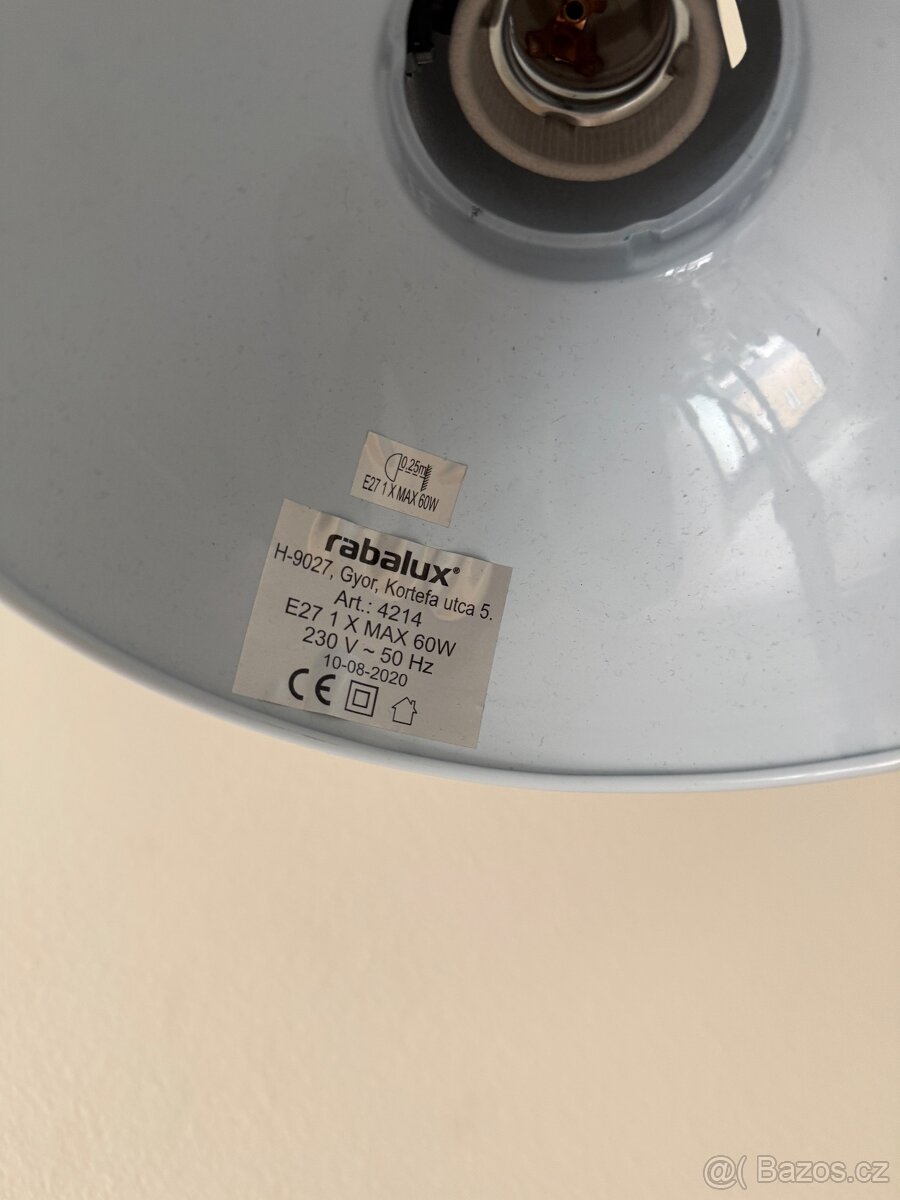 0.25m
E27 1 X MAX 60W
rabalux®
H-9027, Gyor, Kortefa utca 5.
Art.: 4214
E27 1 X MAX 60W
230 V ~ 50 Hz
10-08-2020
CE
@( Bazos.cz